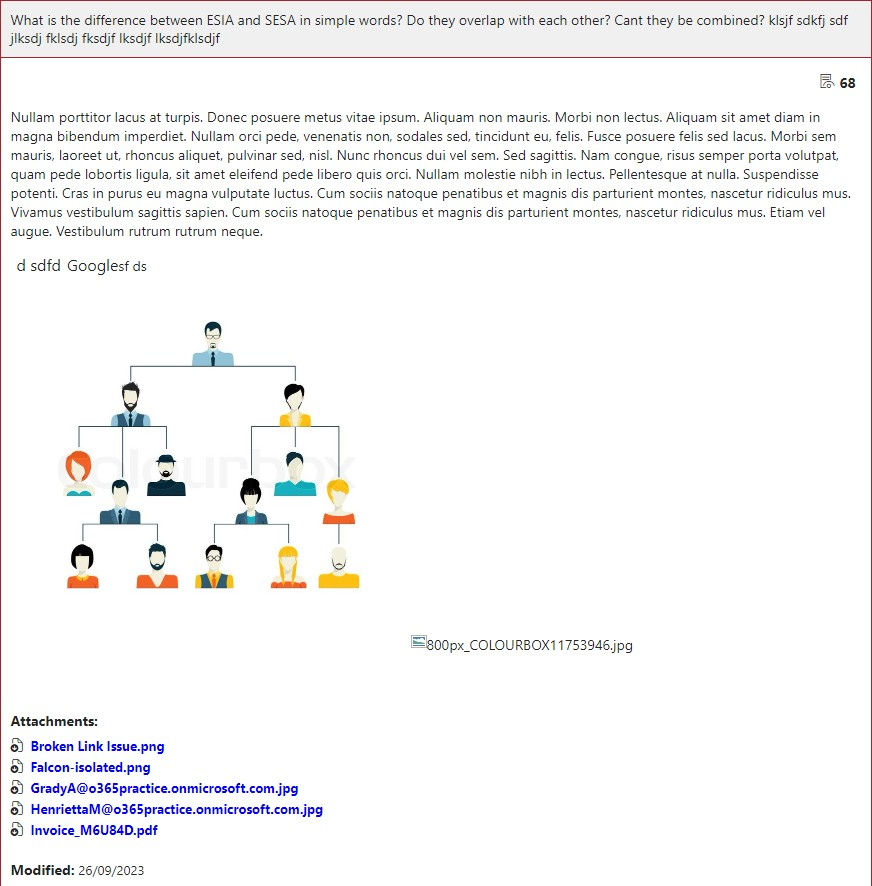 What is the difference between ESIA and SESA in simple words? Do they overlap with each other? Cant they be combined? klsjf sdkfj sdf
jlksdj fklsdj fksdjf lksdjf lksdjfklsdjf
68
Nullam porttitor lacus at turpis. Donec posuere metus vitae ipsum. Aliquam non mauris. Morbi non lectus. Aliquam sit amet diam in
magna bibendum imperdiet. Nullam orci pede, venenatis non, sodales sed, tincidunt eu, felis. Fusce posuere felis sed lacus. Morbi sem
mauris, laoreet ut, rhoncus aliquet, pulvinar sed, nisl. Nunc rhoncus dui vel sem. Sed sagittis. Nam congue, risus semper porta volutpat,
quam pede lobortis ligula, sit amet eleifend pede libero quis orci. Nullam molestie nibh in lectus. Pellentesque at nulla. Suspendisse
potenti. Cras in purus eu magna vulputate luctus. Cum sociis natoque penatibus et magnis dis parturient montes, nascetur ridiculus mus.
Vivamus vestibulum sagittis sapien. Cum sociis natoque penatibus et magnis dis parturient montes, nascetur ridiculus mus. Etiam vel
augue. Vestibulum rutrum rutrum neque.
d sdfd Googlesf ds
colourbox
800px_COLOURBOX11753946.jpg
Attachments:
Broken Link Issue.png
Falcon-isolated.png
GradyA@o365practice.onmicrosoft.com.jpg
HenriettaM@o365practice.onmicrosoft.com.jpg
Invoice_M6U84D.pdf
Modified: 26/09/2023